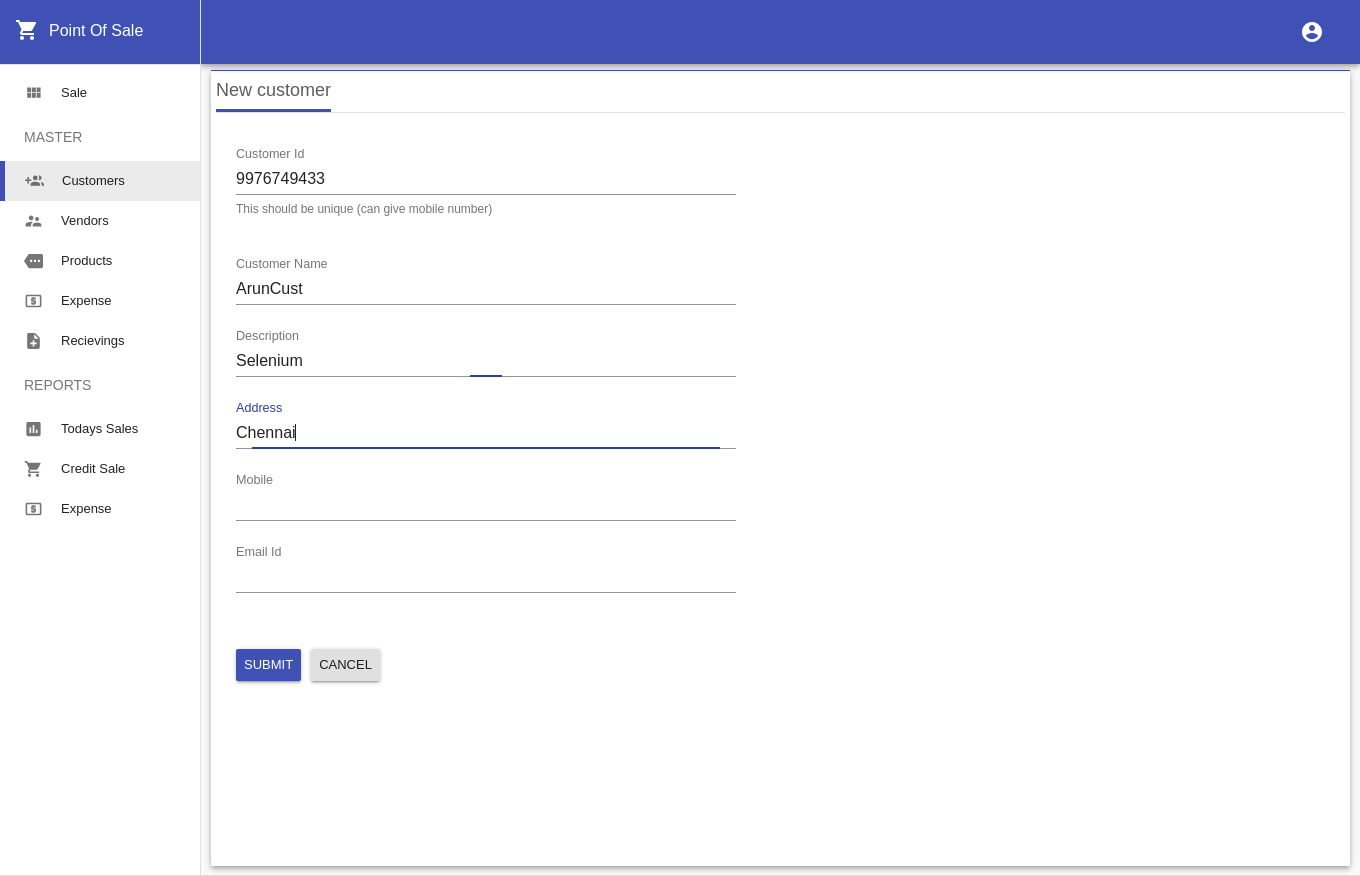 Point Of Sale
Sale
MASTER
Customers
Vendors
Products
Expense
Recievings
REPORTS
Todays Sales
Credit Sale
Expense
New customer
Customer Id
9976749433
This should be unique (can give mobile number)
Customer Name
ArunCust
Description
Selenium
Address
Chennai
Mobile
Email Id
SUBMIT CANCEL